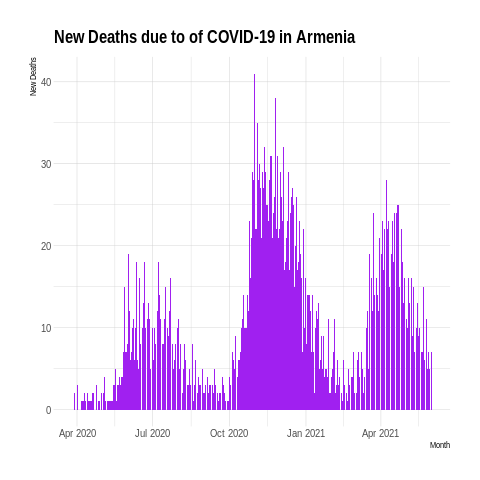 New Deaths due to of COVID-19 in Armenia
New Deaths
40
30
20
10
0
Apr 2020 Jul 2020 Oct 2020 Jan 2021 Apr 2021
Month